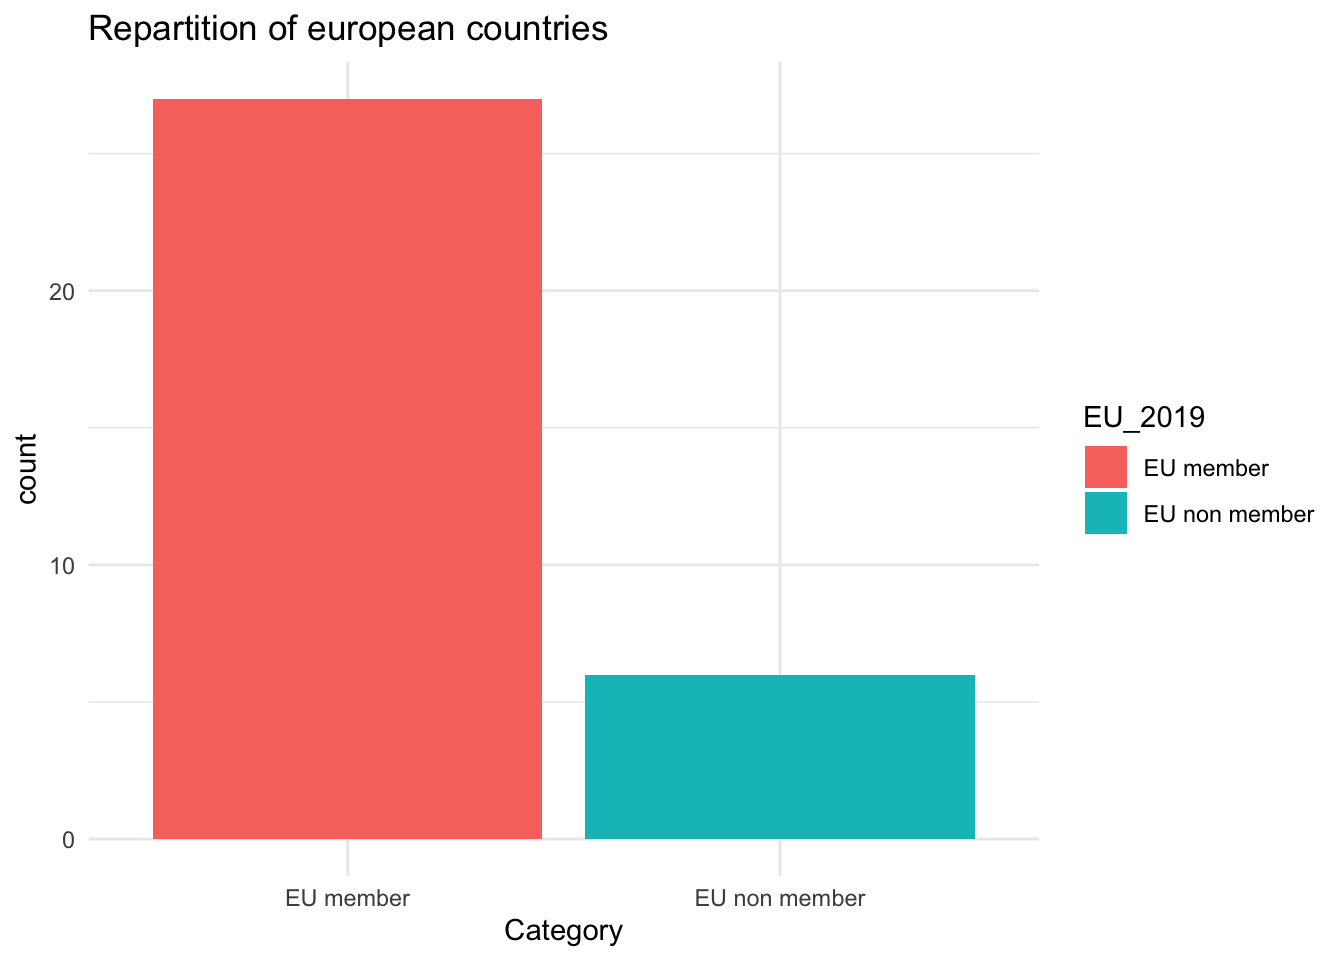 Repartition of european countries
count
20
10
0
EU member
EU non member
Category
EU_2019
EU member
EU non member